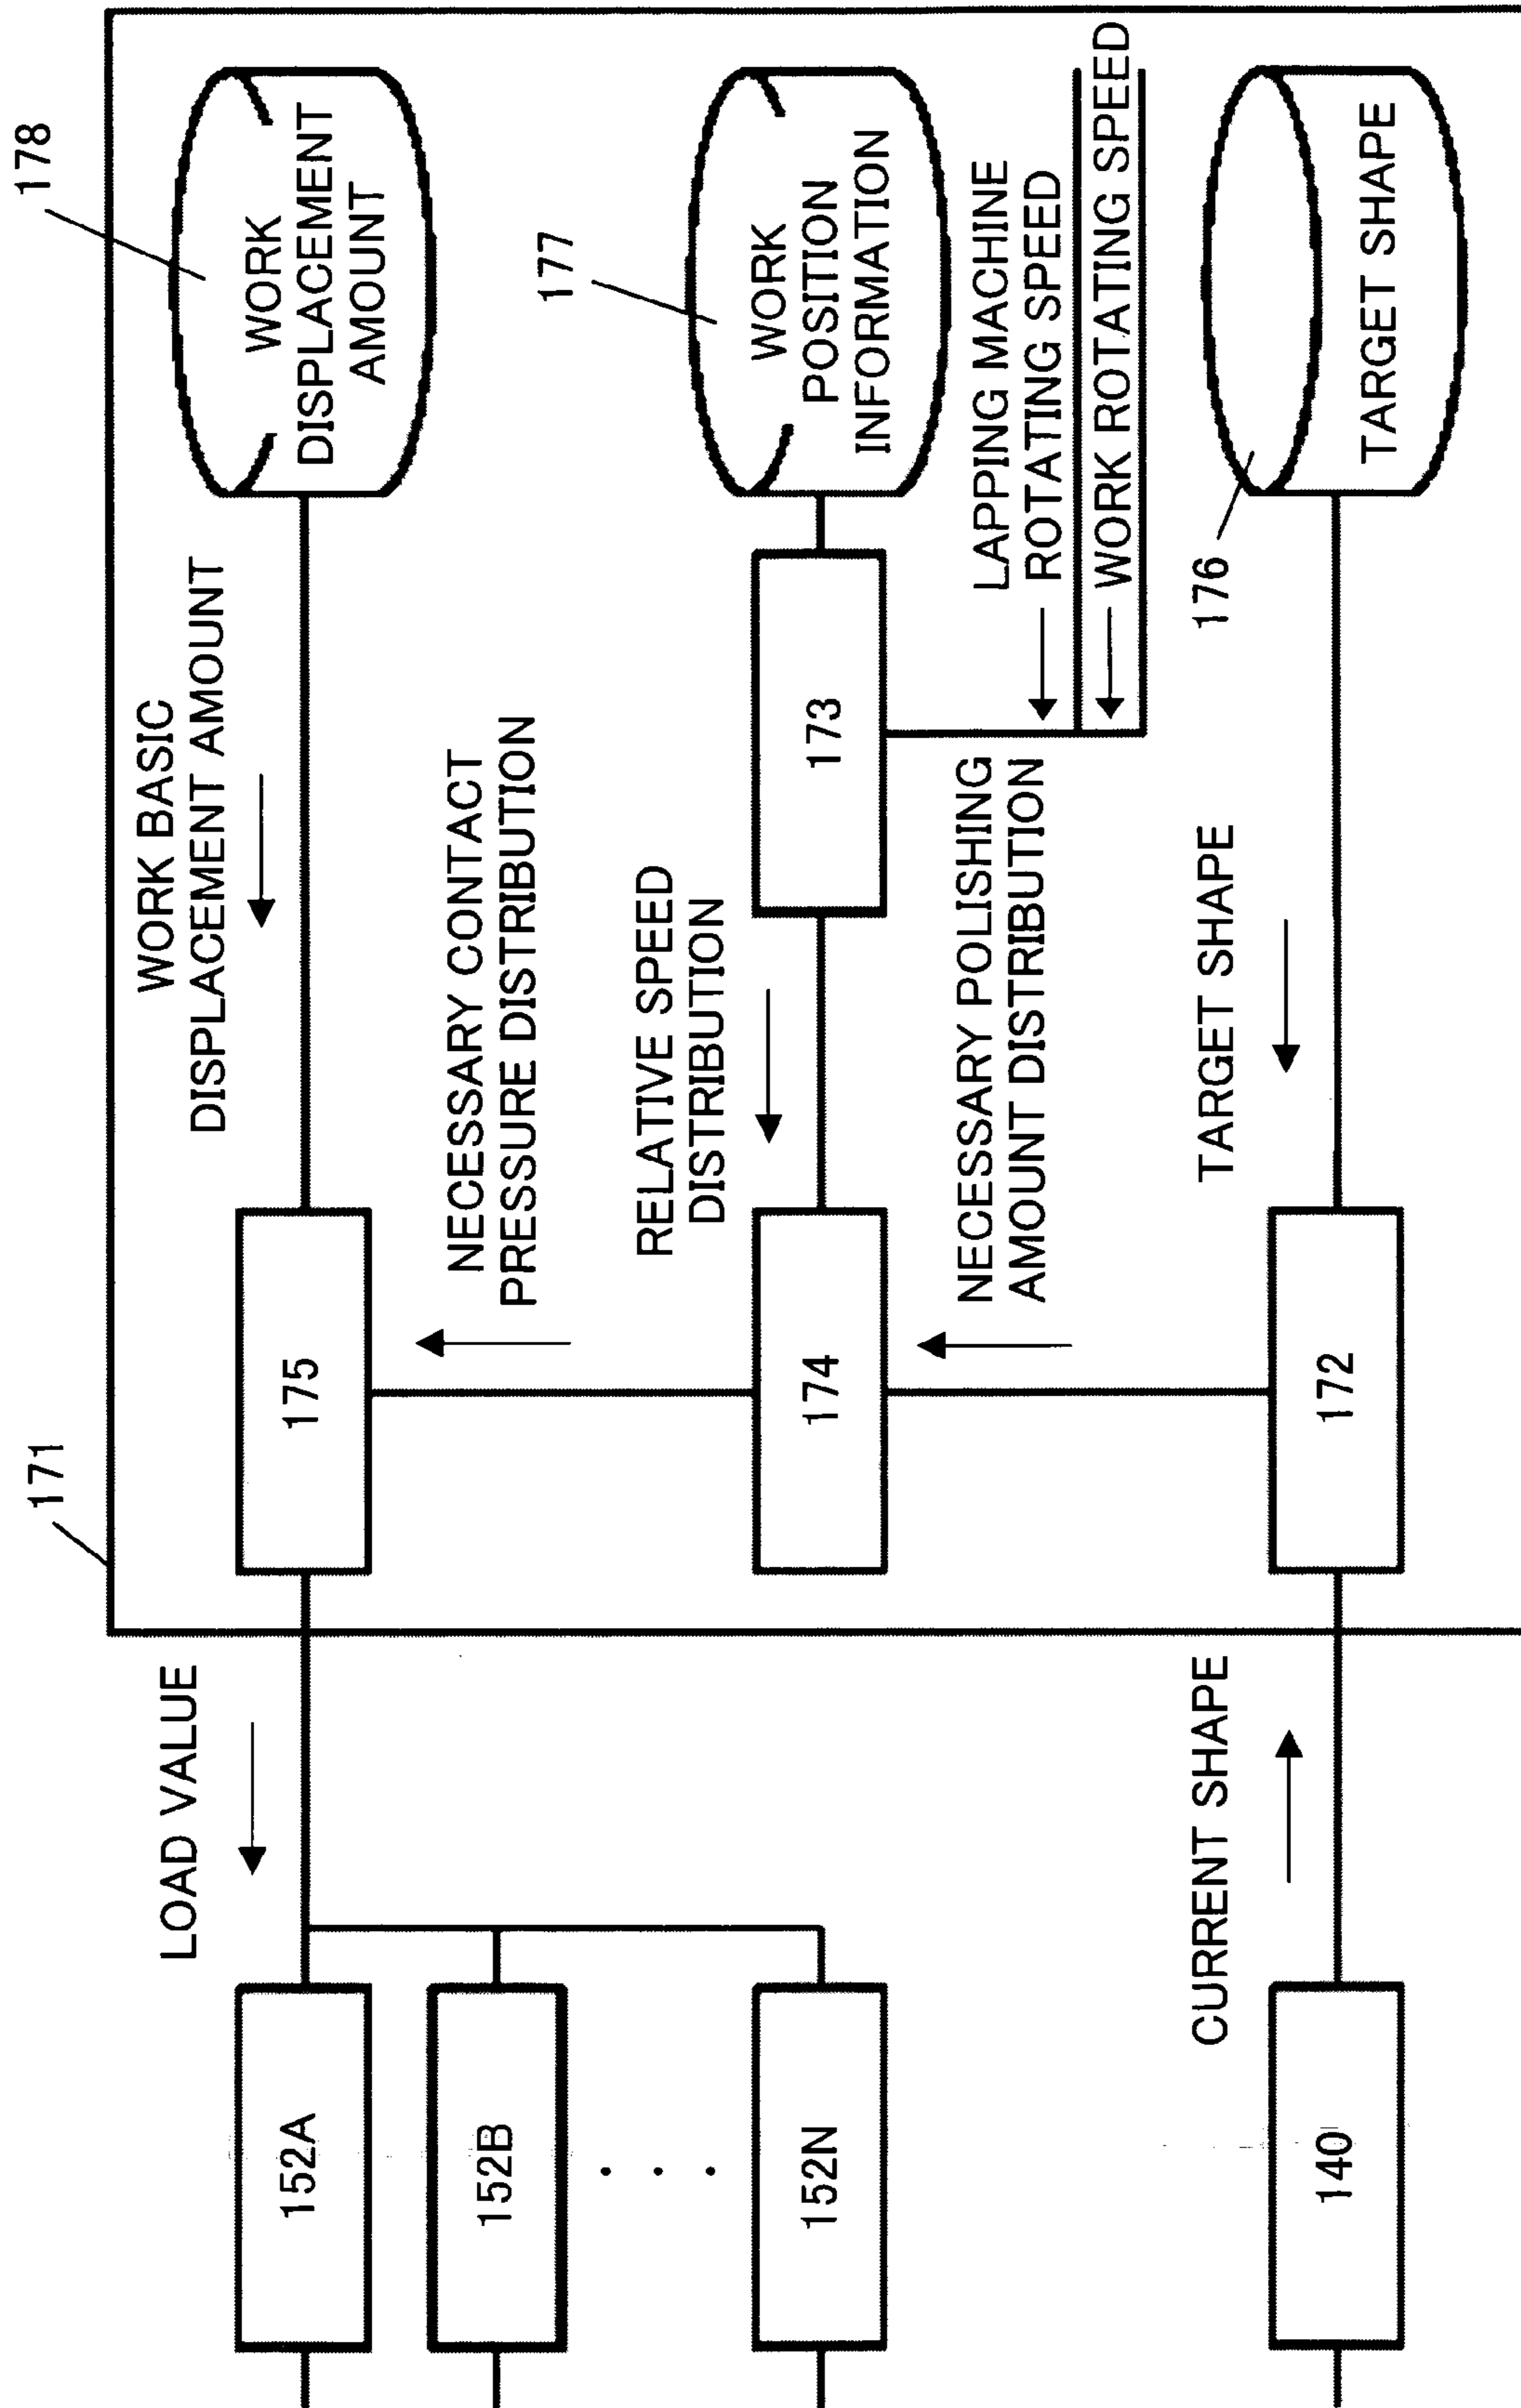 171
178
LOAD VALUE
WORK BASIC
DISPLACEMENT AMOUNT
152A
175
WORK
DISPLACEMENT
AMOUNT
NECESSARY CONTACT
PRESSURE DISTRIBUTION
152B
177
. . .
RELATIVE SPEED
DISTRIBUTION
152N
174
173
WORK
POSITION
INFORMATION
NECESSARY POLISHING
AMOUNT DISTRIBUTION
LAPPING MACHINE
ROTATING SPEED
WORK ROTATING SPEED
CURRENT SHAPE
TARGET SHAPE
176
140
172
TARGET SHAPE